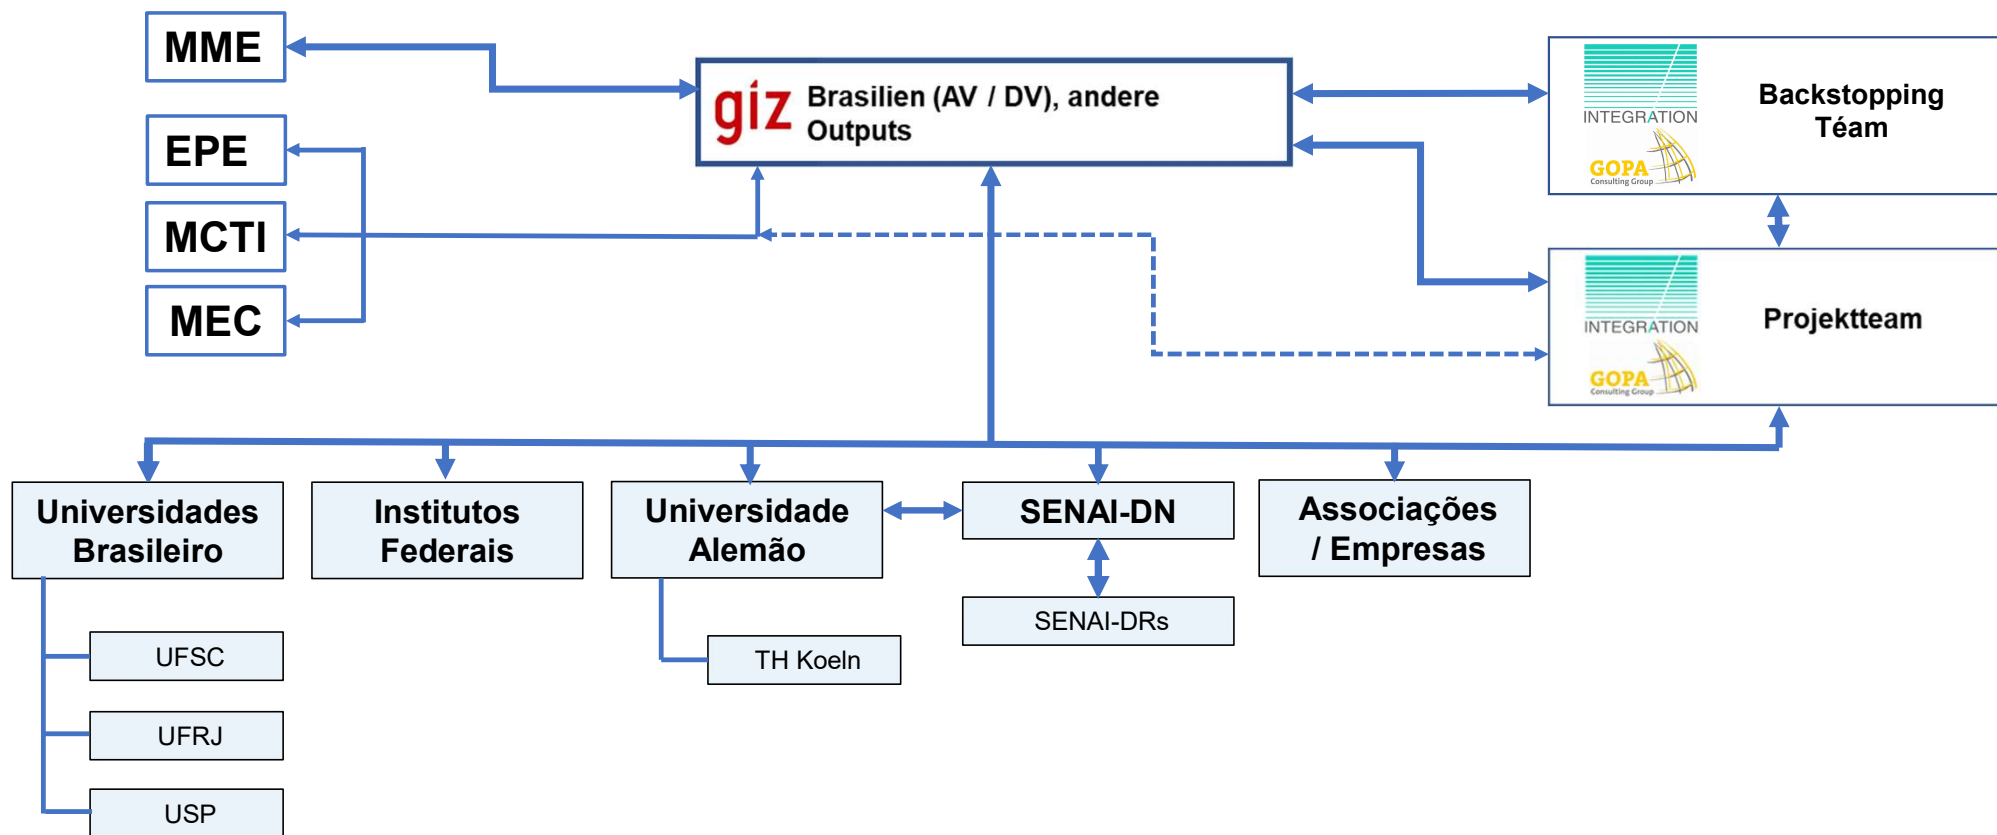 MME
EPE
MCTI
MEC
giz
Brasilien (AV / DV), andere
Outputs
INTEGRATION
GOPA
Consulting Group
Backstopping
Téam
INTEGRATION
GOPA
Consulting Group
Projektteam
Universidades
Brasileiro
Institutos
Federais
Universidade
Alemão
SENAI-DN
Associações
/ Empresas
SENAI-DRs
UFSC
TH Koeln
UFRJ
USP